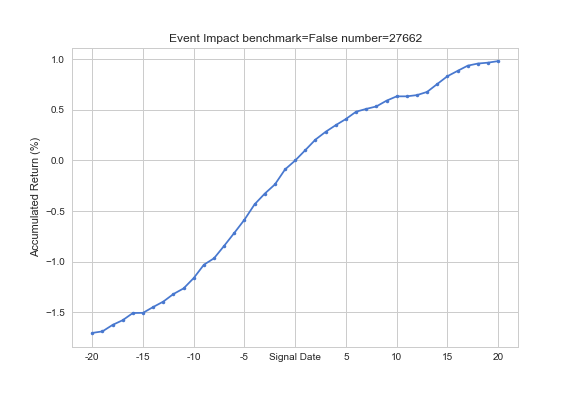 Event Impact benchmark=False number=27662
1.0
0.5
0.0
−0.5
−1.0
−1.5
Accumulated Return (%)
-20 -15 -10 -5 Signal Date 5 10 15 20